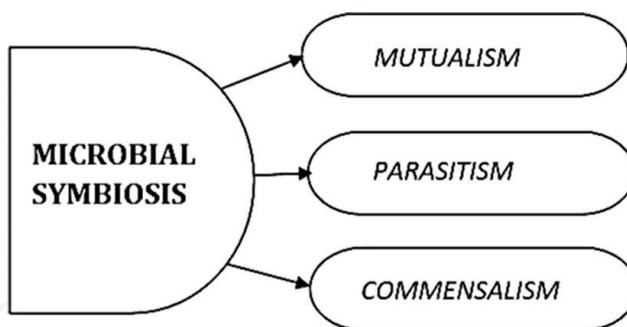 MICROBIAL
SYMBIOSIS
MUTUALISM
PARASITISM
COMMENSALISM